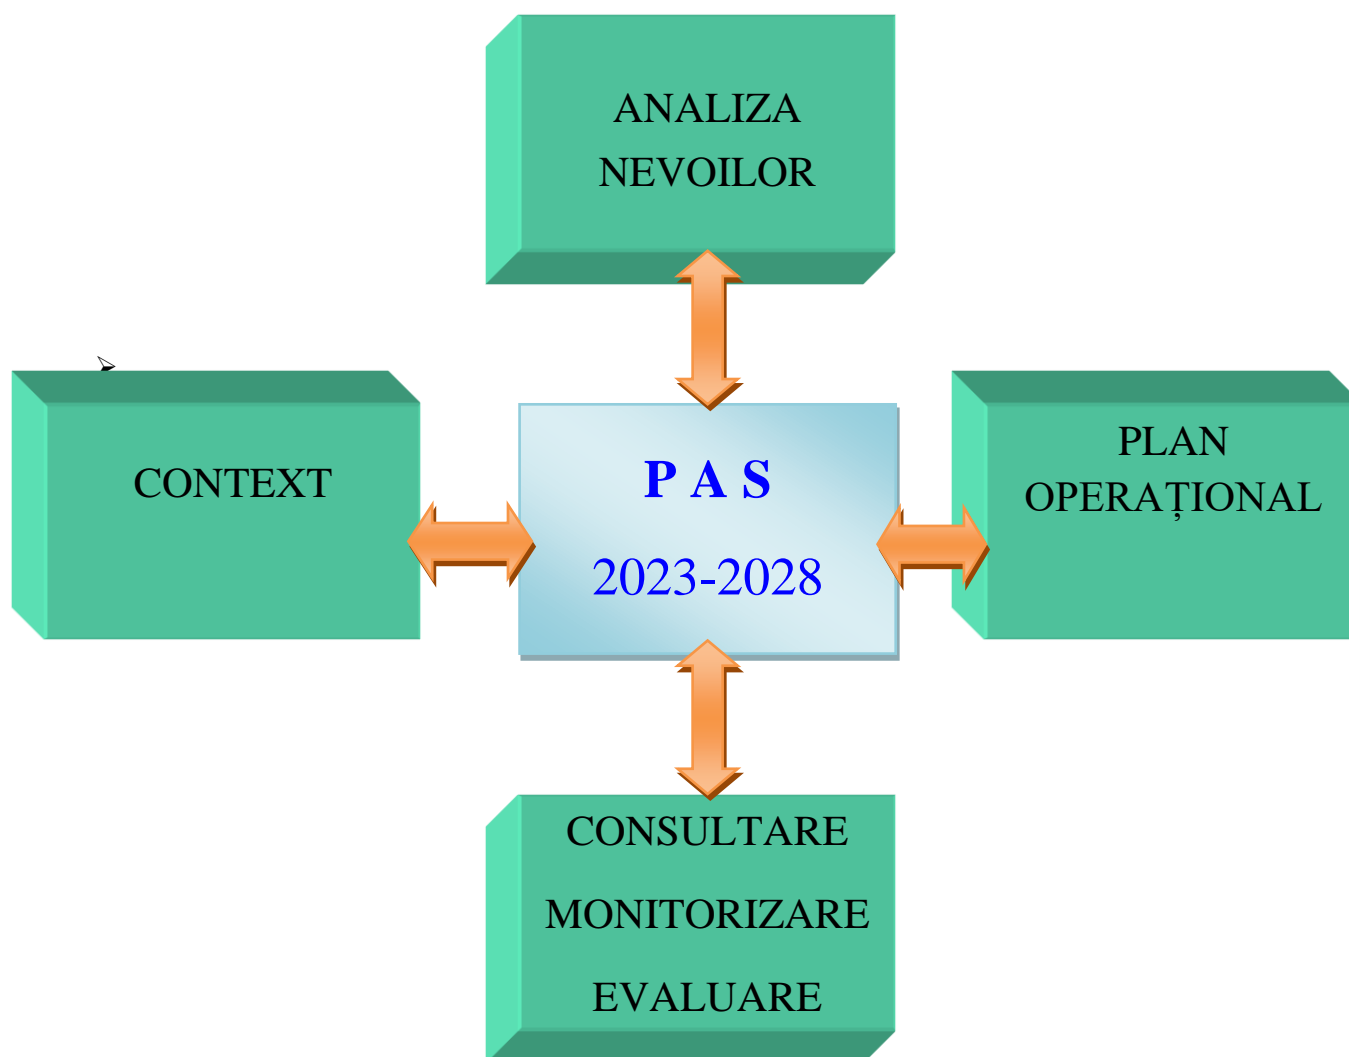 ANALIZA
NEVOILOR
CONTEXT
P A S
2023-2028
PLAN
OPERAȚIONAL
CONSULTARE
MONITORIZARE
EVALUARE